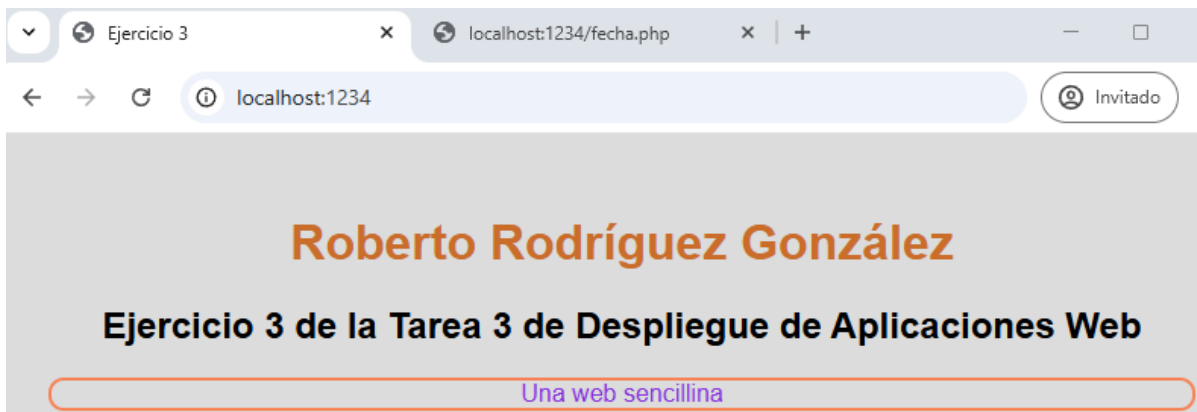 Ejercicio 3
localhost:1234/fecha.php
localhost:1234
Invitado
Roberto Rodríguez González
Ejercicio 3 de la Tarea 3 de Despliegue de Aplicaciones Web
Una web sencillina